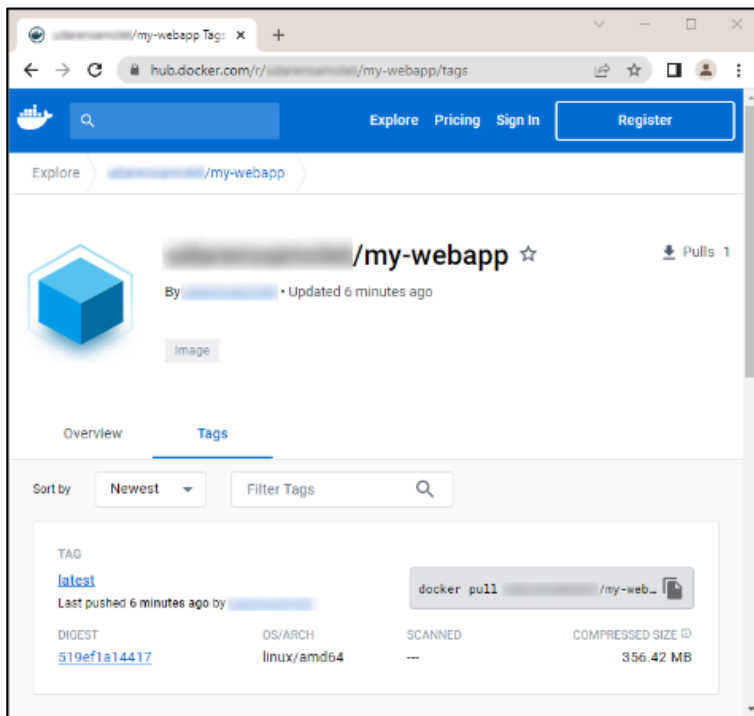 /my-webapp Tags
hub.docker.com/r/ /my-webapp/tags
Explore Pricing Sign In Register
Explore /my-webapp
/my-webapp
Pulls 1
By • Updated 6 minutes ago
Image
Overview Tags
Sort by Newest Filter Tags
TAG
latest
docker pull /my-web…
Last pushed 6 minutes ago by
DIGEST OS/ARCH SCANNED COMPRESSED SIZE
519ef1a14417 linux/amd64 --- 356.42 MB